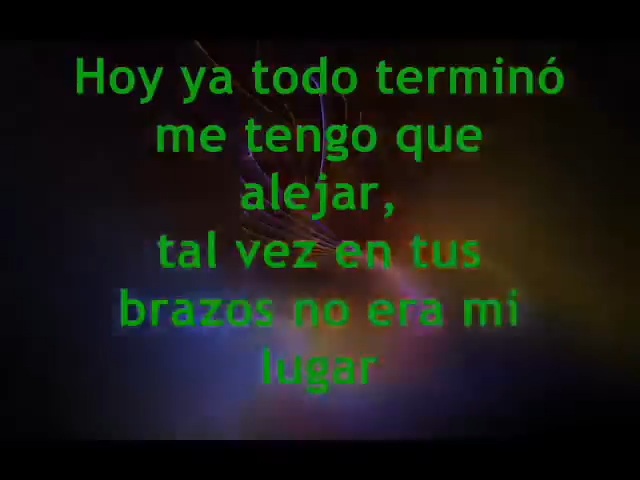 Hoy ya todo terminó
me tengo que
alejar,
tal vez en tus
brazos no era mi
lugar